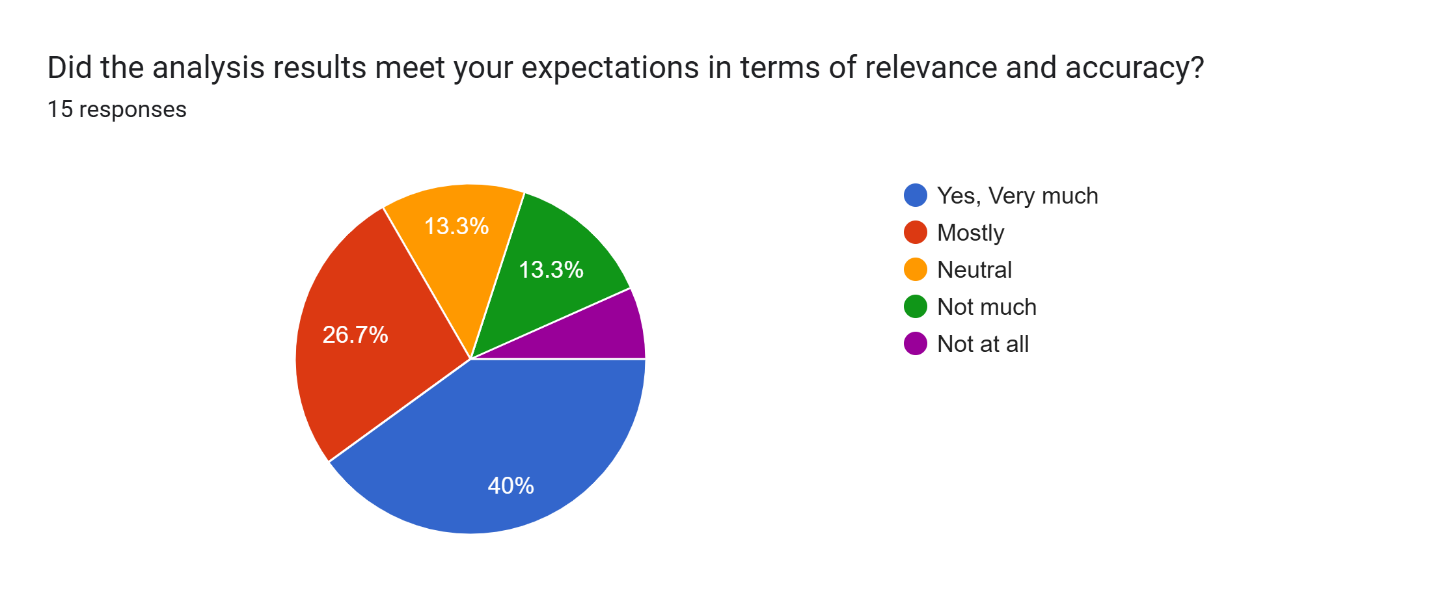 Did the analysis results meet your expectations in terms of relevance and accuracy?
15 responses
13.3%
13.3%
26.7%
40%
Yes, Very much
Mostly
Neutral
Not much
Not at all